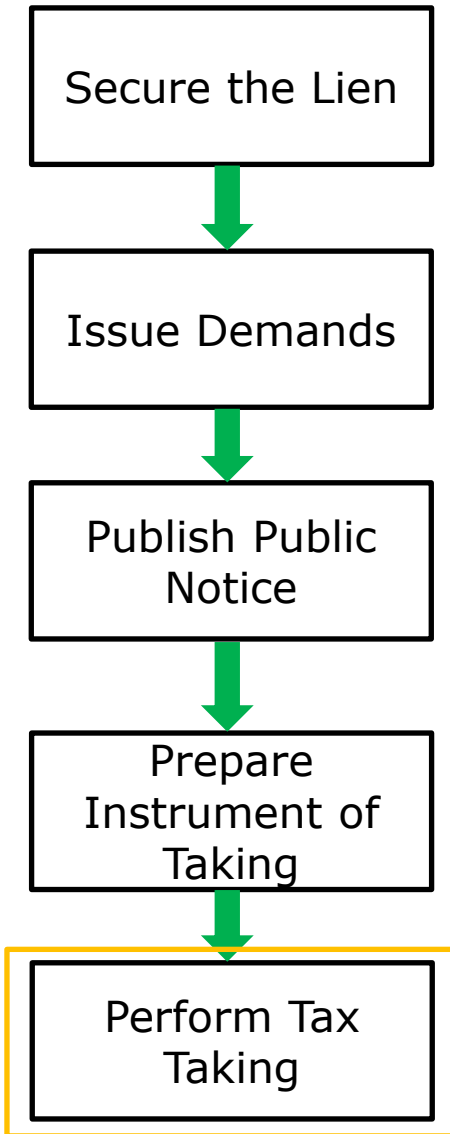 Secure the Lien
Issue Demands
Publish Public
Notice
Prepare
Instrument of
Taking
Perform Tax
Taking